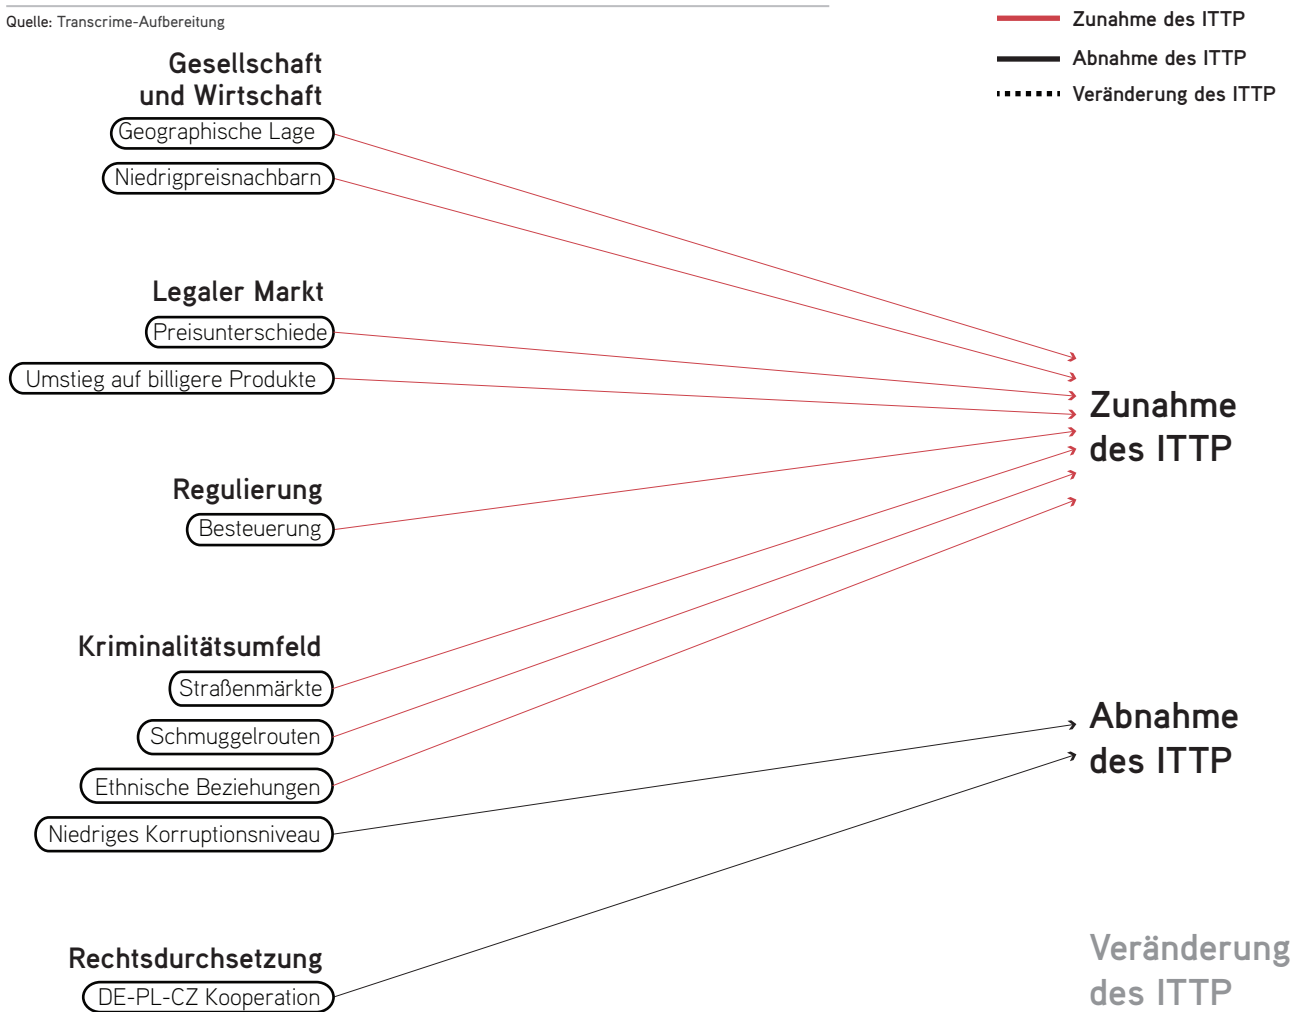 Quelle: Transcrime-Aufbereitung
Zunahme des ITTP
Abnahme des ITTP
Veränderung des ITTP
Gesellschaft
und Wirtschaft
Geographische Lage
Niedrigpreisnachbarn
Legaler Markt
Preisunterschiede
Umstieg auf billigere Produkte
Regulierung
Besteuerung
Kriminalitätsumfeld
Straßenmärkte
Schmuggelrouten
Ethnische Beziehungen
Niedriges Korruptionsniveau
Rechtsdurchsetzung
DE-PL-CZ Kooperation
Zunahme
des ITTP
Abnahme
des ITTP
Veränderung
des ITTP